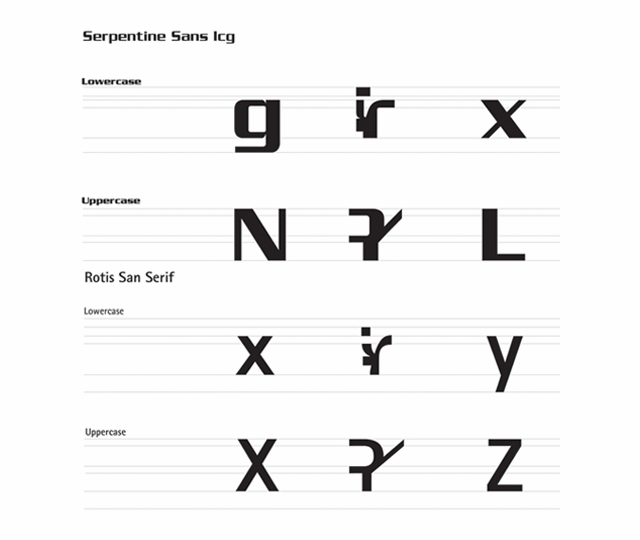 Serpentine Sans Icg
Lowercase
g x
Uppercase
N L
Rotis San Serif
Lowercase
x y
Uppercase
X Z